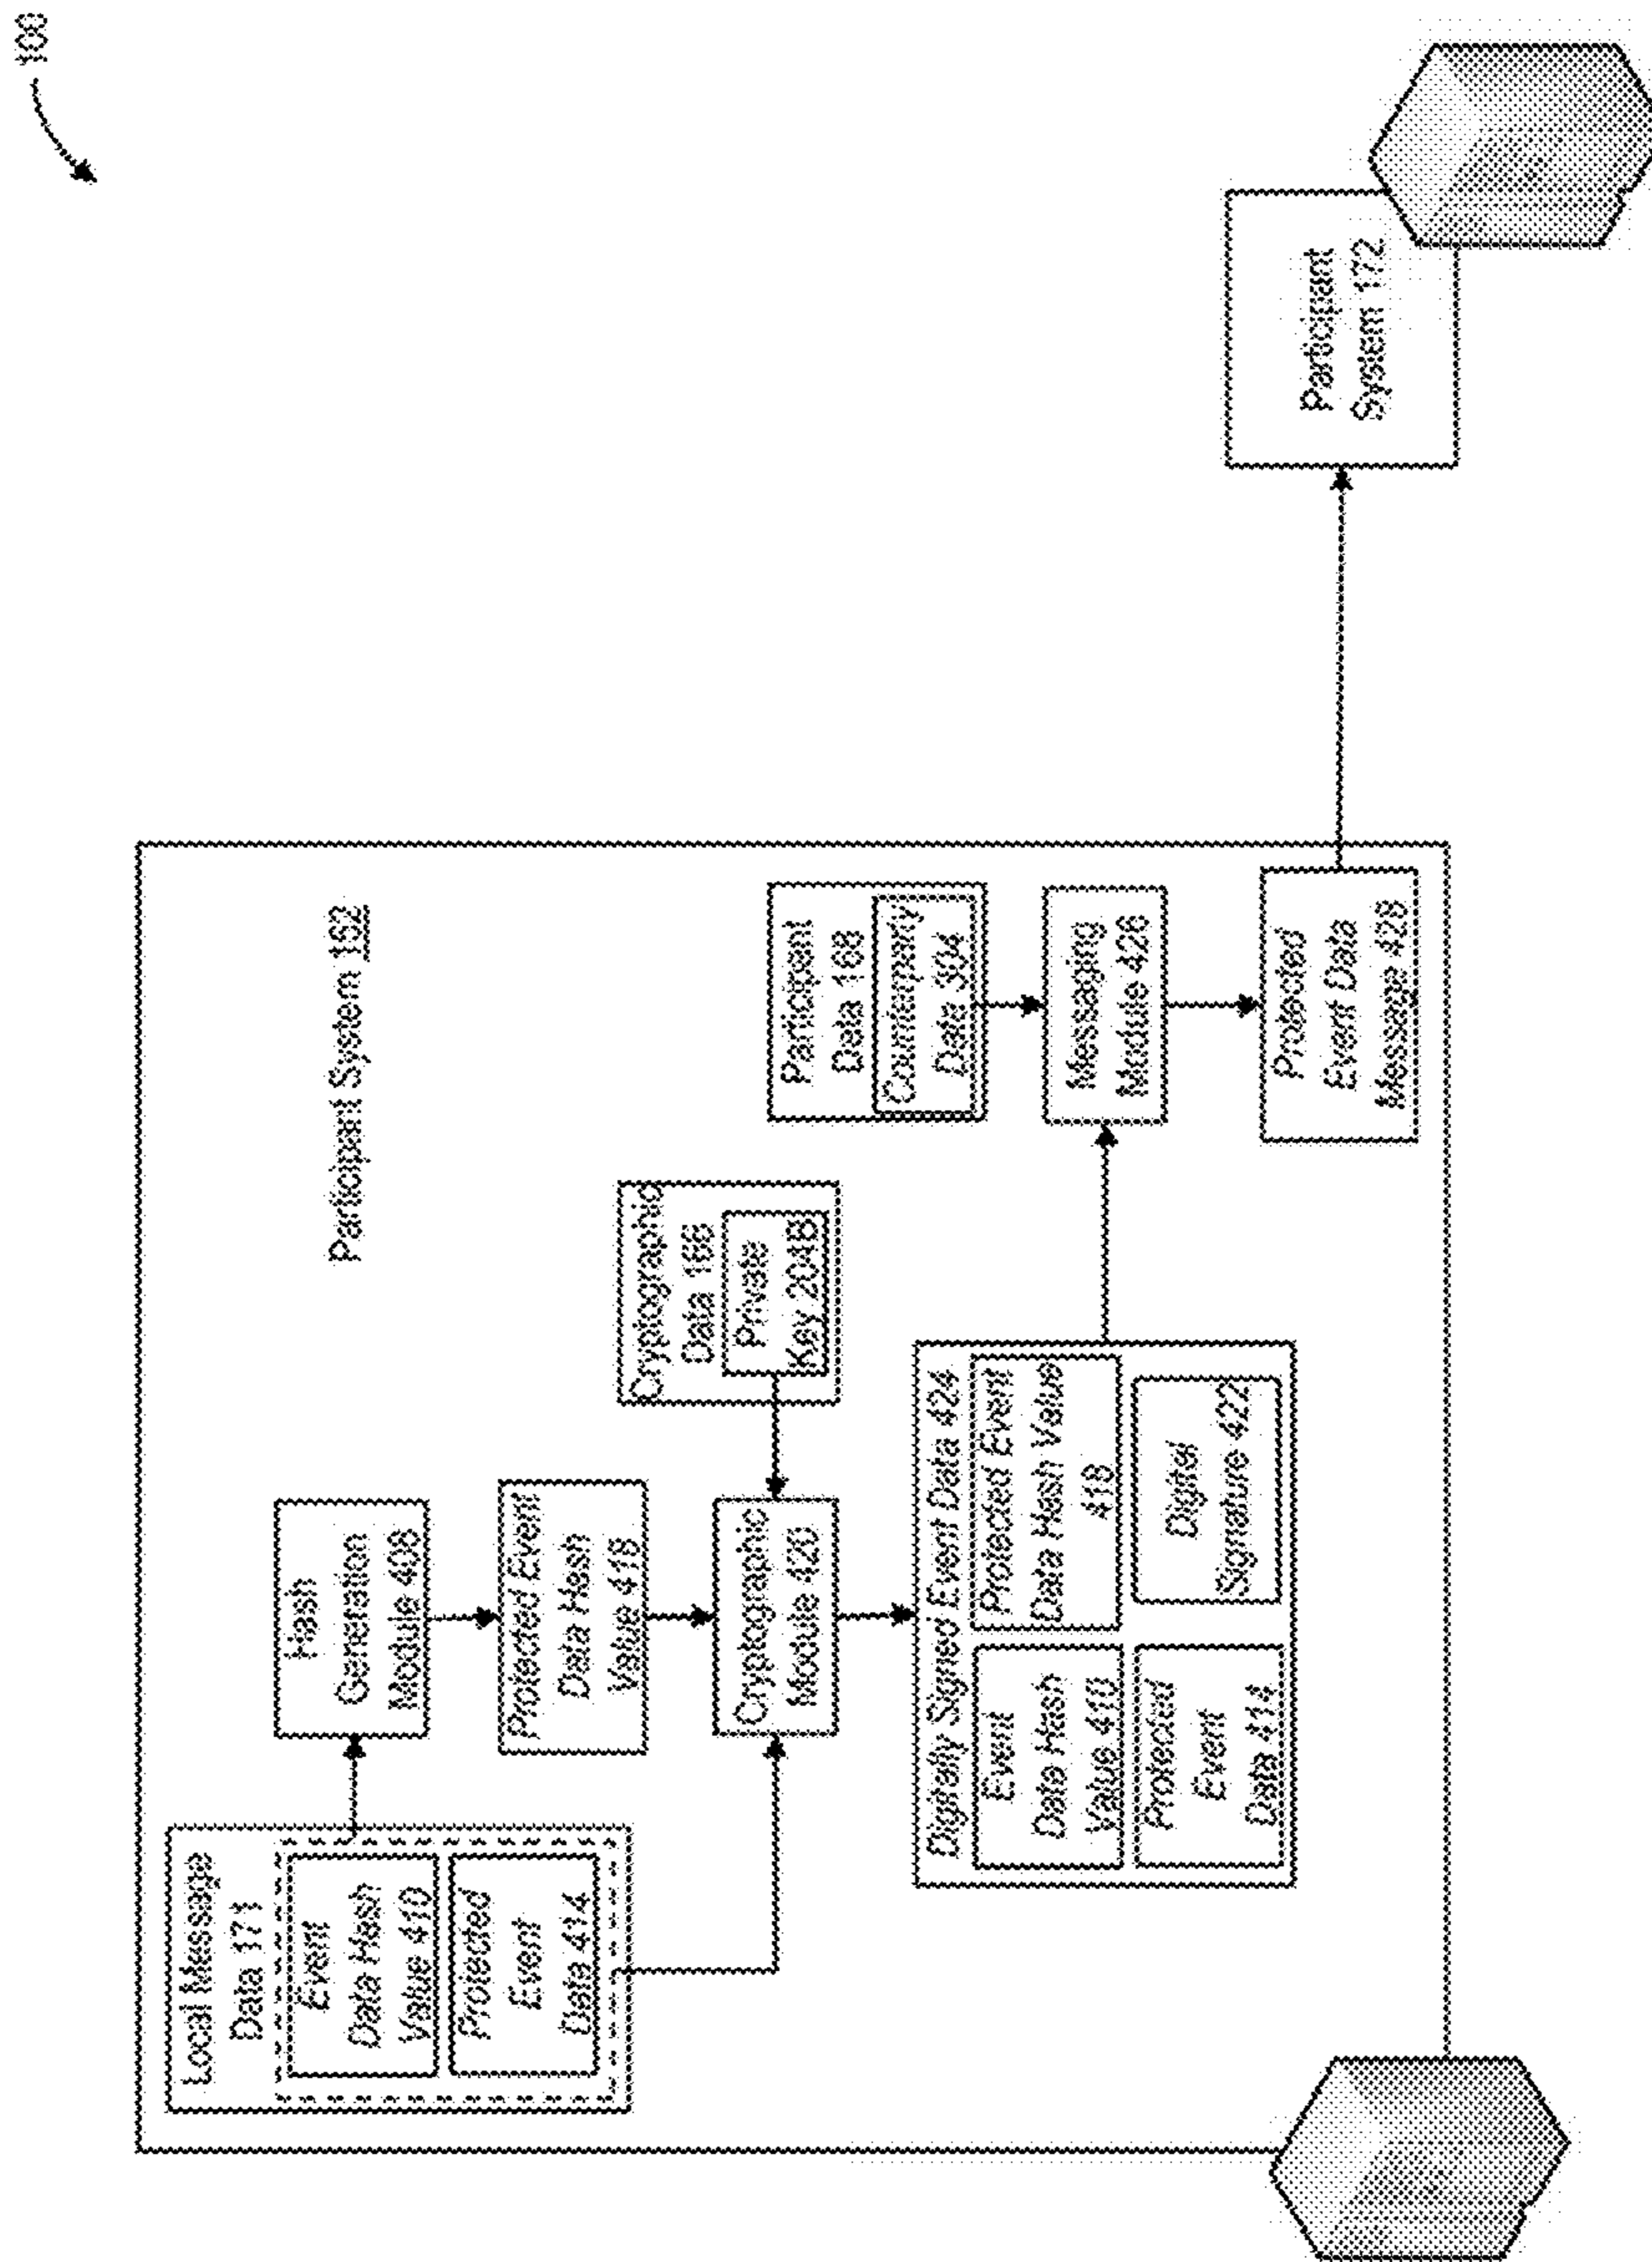 100
Participant System 162
Local Message
Data 171
Event
Data Hash
Value 410
Protected
Event
Data 414
Hash
Generation
Module 408
Protected Event
Data Hash
Value 418
Cryptographic
Module 420
Cryptographic
Data 166
Private
Key 204B
Digitally Signed Event Data 424
Event
Data Hash
Value 410
Protected Event
Data Hash Value
418
Protected
Event
Data 414
Digital
Signature 422
Participant
Data 168
Counterparty
Data 304
Messaging
Module 426
Protected
Event Data
Message 428
Participant
System 172